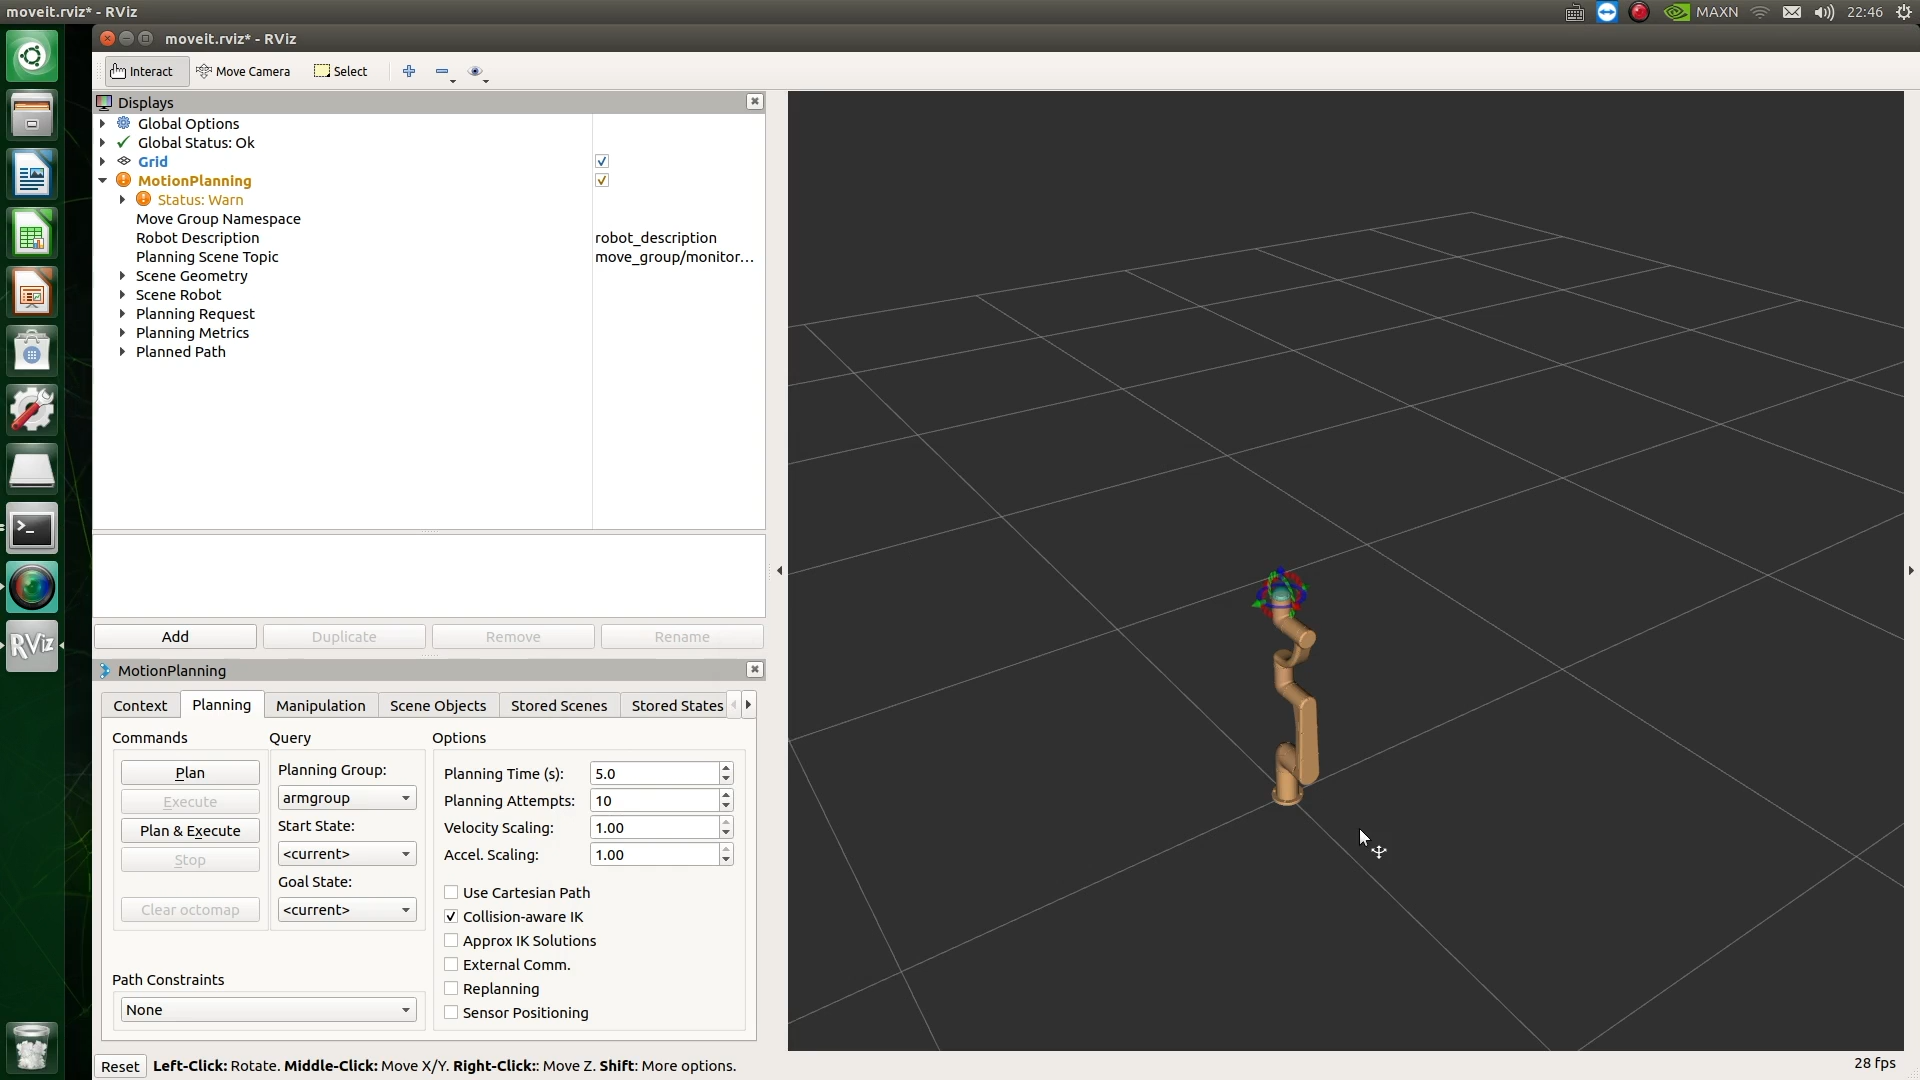 moveit.rviz* - RViz
MAXN
22:46
moveit.rviz* - RViz
Interact
Move Camera
Select
Displays
Global Options
Global Status: Ok
Grid
MotionPlanning
Status: Warn
Move Group Namespace
Robot Description robot_description
Planning Scene Topic move_group/monitor...
Scene Geometry
Scene Robot
Planning Request
Planning Metrics
Planned Path
Add
Duplicate
Remove
Rename
RViz
MotionPlanning
Context
Planning
Manipulation
Scene Objects
Stored Scenes
Stored States
Commands
Plan
Execute
Plan & Execute
Stop
Clear octomap
Query
Planning Group:
armgroup
Start State:
<current>
Goal State:
<current>
Path Constraints
None
Options
Planning Time (s): 5.0
Planning Attempts: 10
Velocity Scaling: 1.00
Accel. Scaling: 1.00
Use Cartesian Path
Collision-aware IK
Approx IK Solutions
External Comm.
Replanning
Sensor Positioning
Reset
Left-Click: Rotate. Middle-Click: Move X/Y. Right-Click:: Move Z. Shift: More options.
28 fps